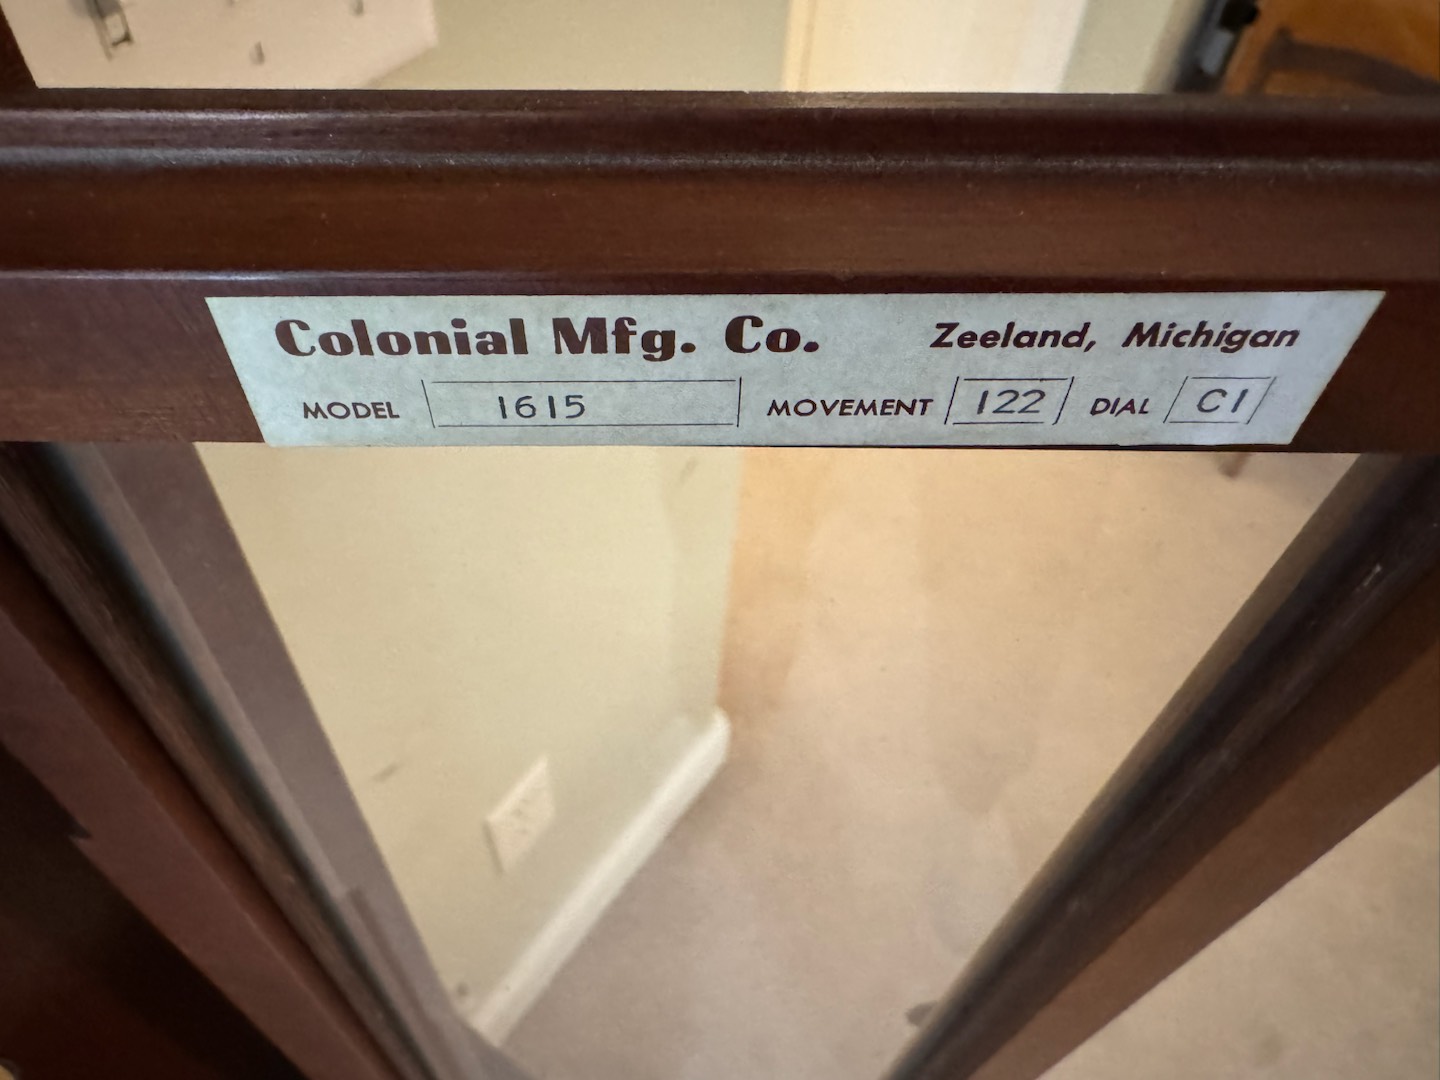 Colonial Mfg. Co. Zeeland, Michigan
MODEL 1615 MOVEMENT 122 DIAL C1